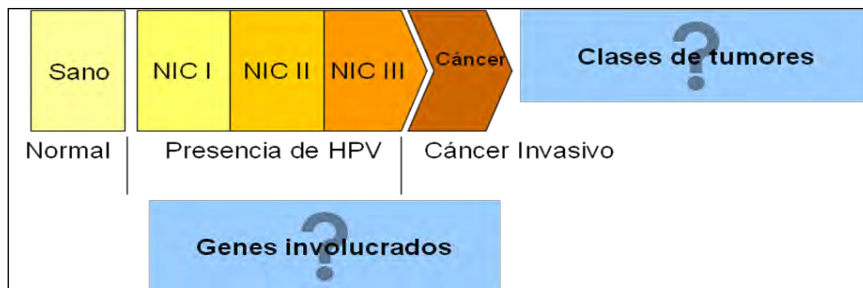 Sano
NIC I
NIC II
NIC III
Cáncer
?
Clases de tumores
Normal
Presencia de HPV
Cáncer Invasivo
?
Genes involucrados